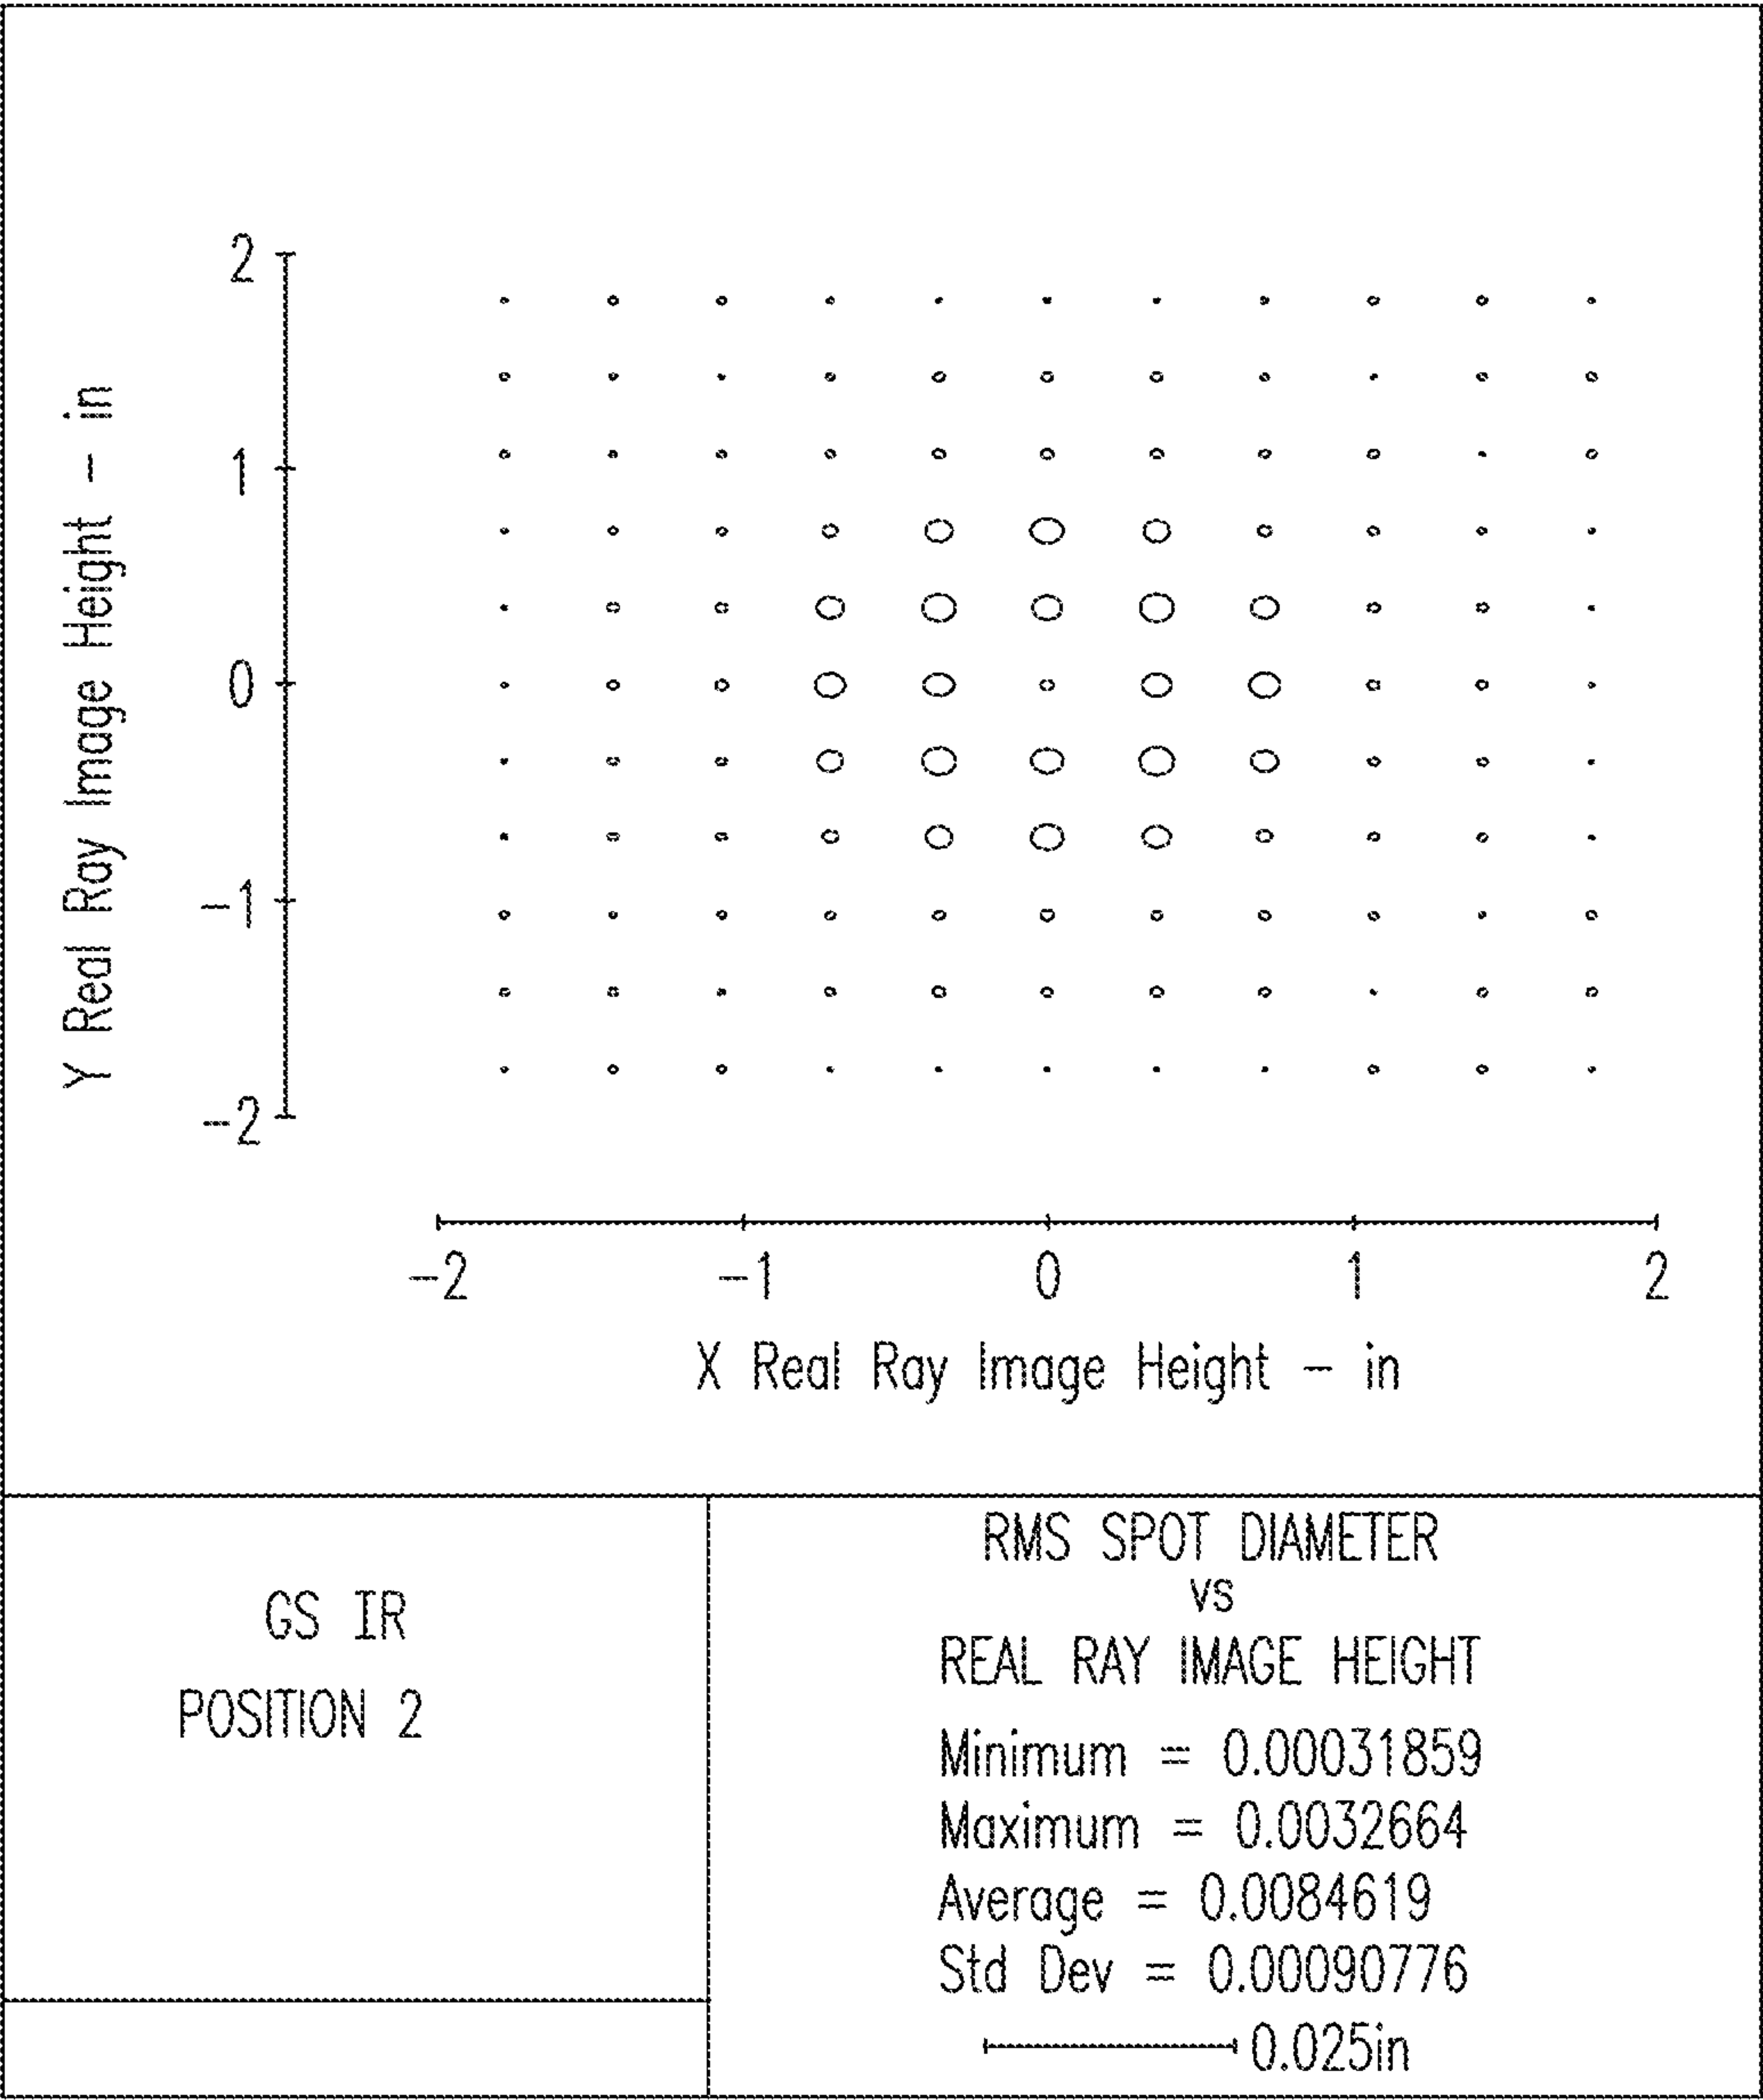 2
1
0
−1
−2
Y Real Ray Image Height − in
−2 −1 0 1 2
X Real Ray Image Height − in
GS IR
POSITION 2
RMS SPOT DIAMETER
vs
REAL RAY IMAGE HEIGHT
Minimum = 0.00031859
Maximum = 0.0032664
Average = 0.0084619
Std Dev = 0.00090776
0.025in